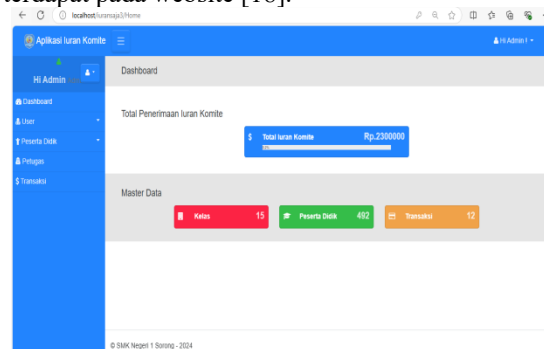 terdapat pada website [18].
localhost/iuransaja3/Home
Aplikasi Iuran Komite
Hi Admin !
Hi Admin
Dashboard
Dashboard
User
Peserta Didik
Petugas
$ Transaksi
Total Penerimaan Iuran Komite
$ Total Iuran Komite Rp.2300000
Master Data
Kelas 15
Peserta Didik 492
Transaksi 12
© SMK Negeri 1 Sorong - 2024